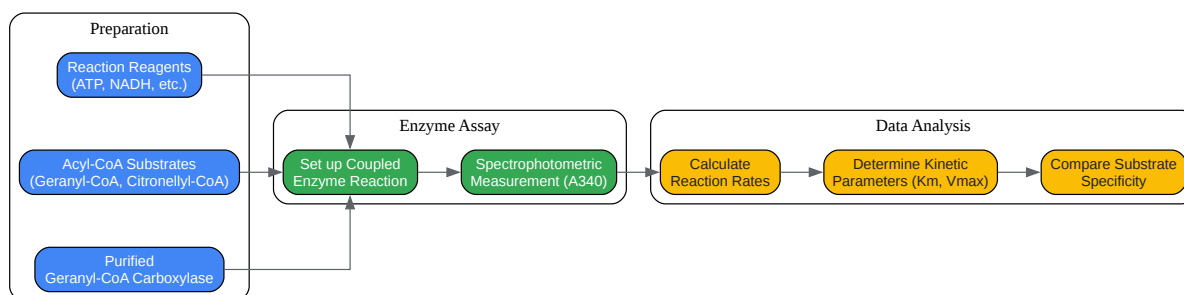 Preparation
Reaction Reagents
(ATP, NADH, etc.)
Acyl-CoA Substrates
(Geranyl-CoA, Citronellyl-CoA)
Purified
Geranyl-CoA Carboxylase
Enzyme Assay
Set up Coupled
Enzyme Reaction
Spectrophotometric
Measurement (A340)
Data Analysis
Calculate
Reaction Rates
Determine Kinetic
Parameters (Km, Vmax)
Compare Substrate
Specificity